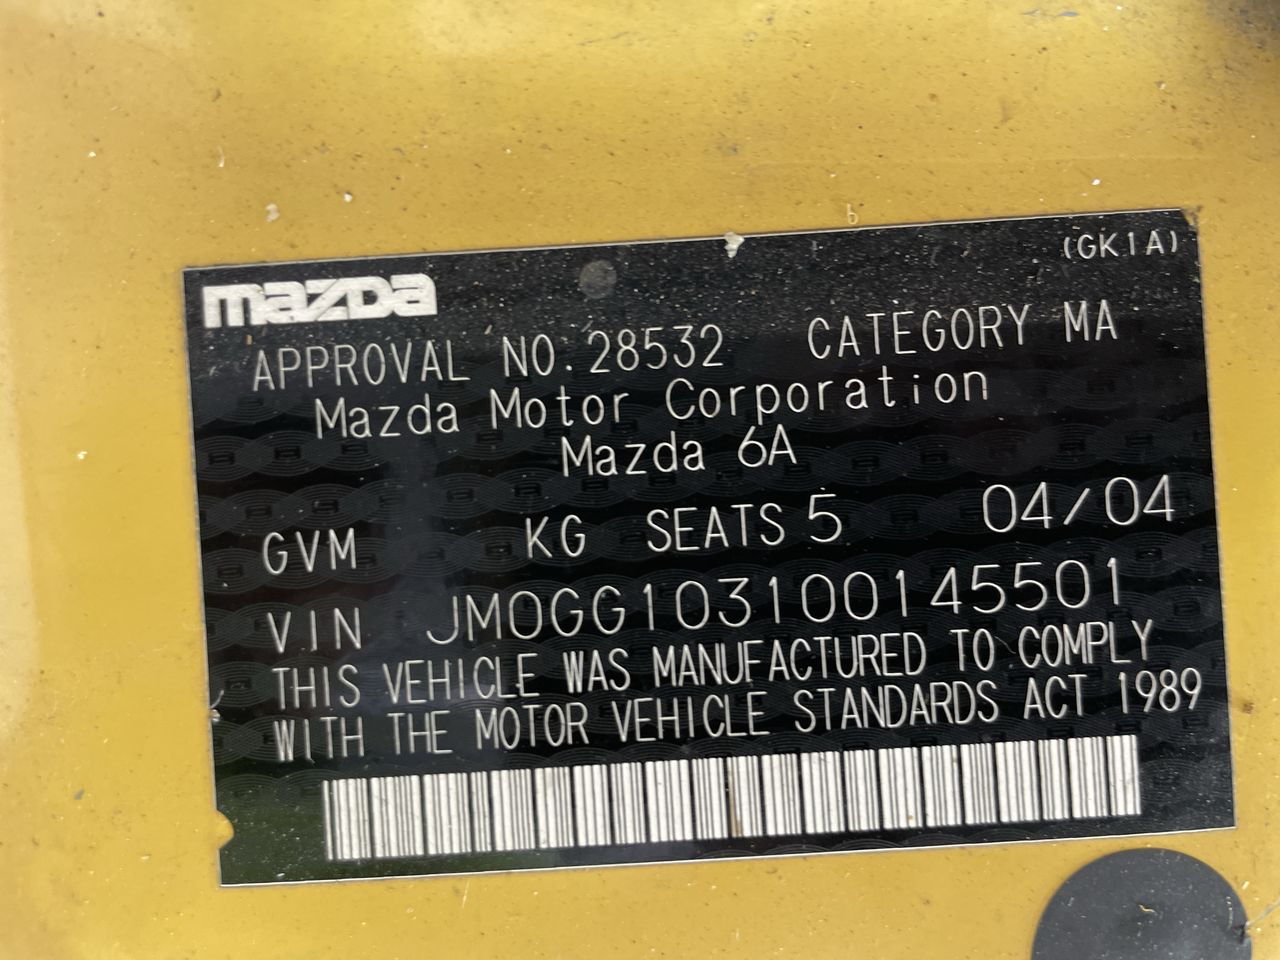 (GK1A)
mazda
APPROVAL NO. 28532 CATEGORY MA
Mazda Motor Corporation
Mazda 6A
GVM KG SEATS 5 04/04
VIN JM0GG103100145501
THIS VEHICLE WAS MANUFACTURED TO COMPLY
WITH THE MOTOR VEHICLE STANDARDS ACT 1989